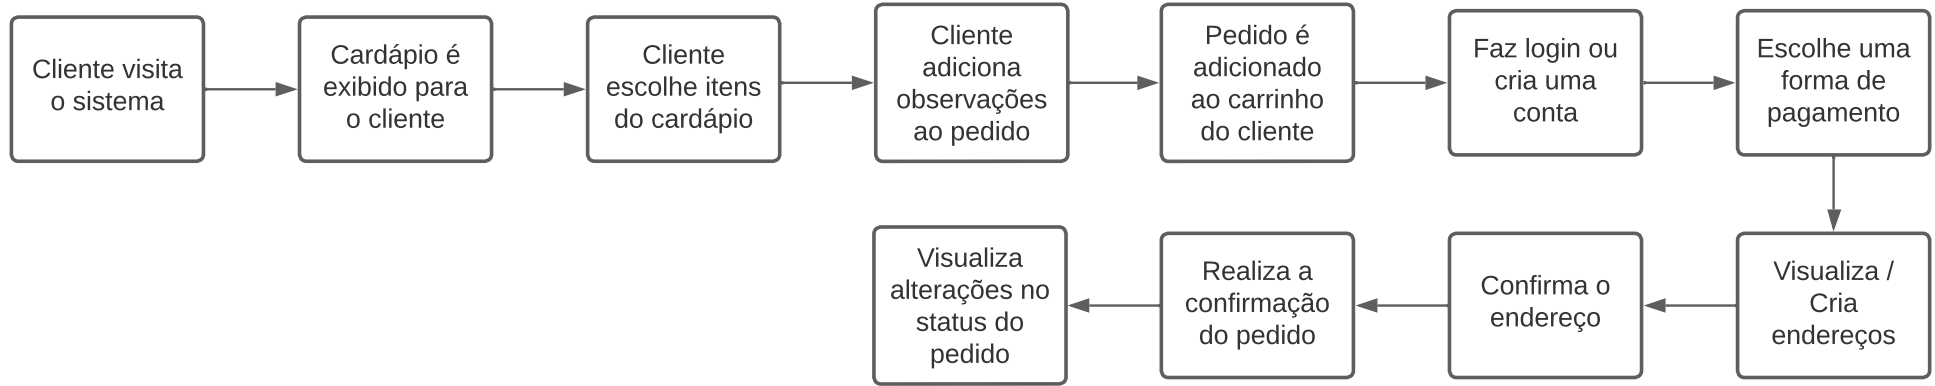 Cliente visita
o sistema
Cardápio é
exibido para
o cliente
Cliente
escolhe itens
do cardápio
Cliente
adiciona
observações
ao pedido
Pedido é
adicionado
ao carrinho
do cliente
Faz login ou
cria uma
conta
Escolhe uma
forma de
pagamento
Visualiza /
Cria
endereços
Confirma o
endereço
Realiza a
confirmação
do pedido
Visualiza
alterações no
status do
pedido